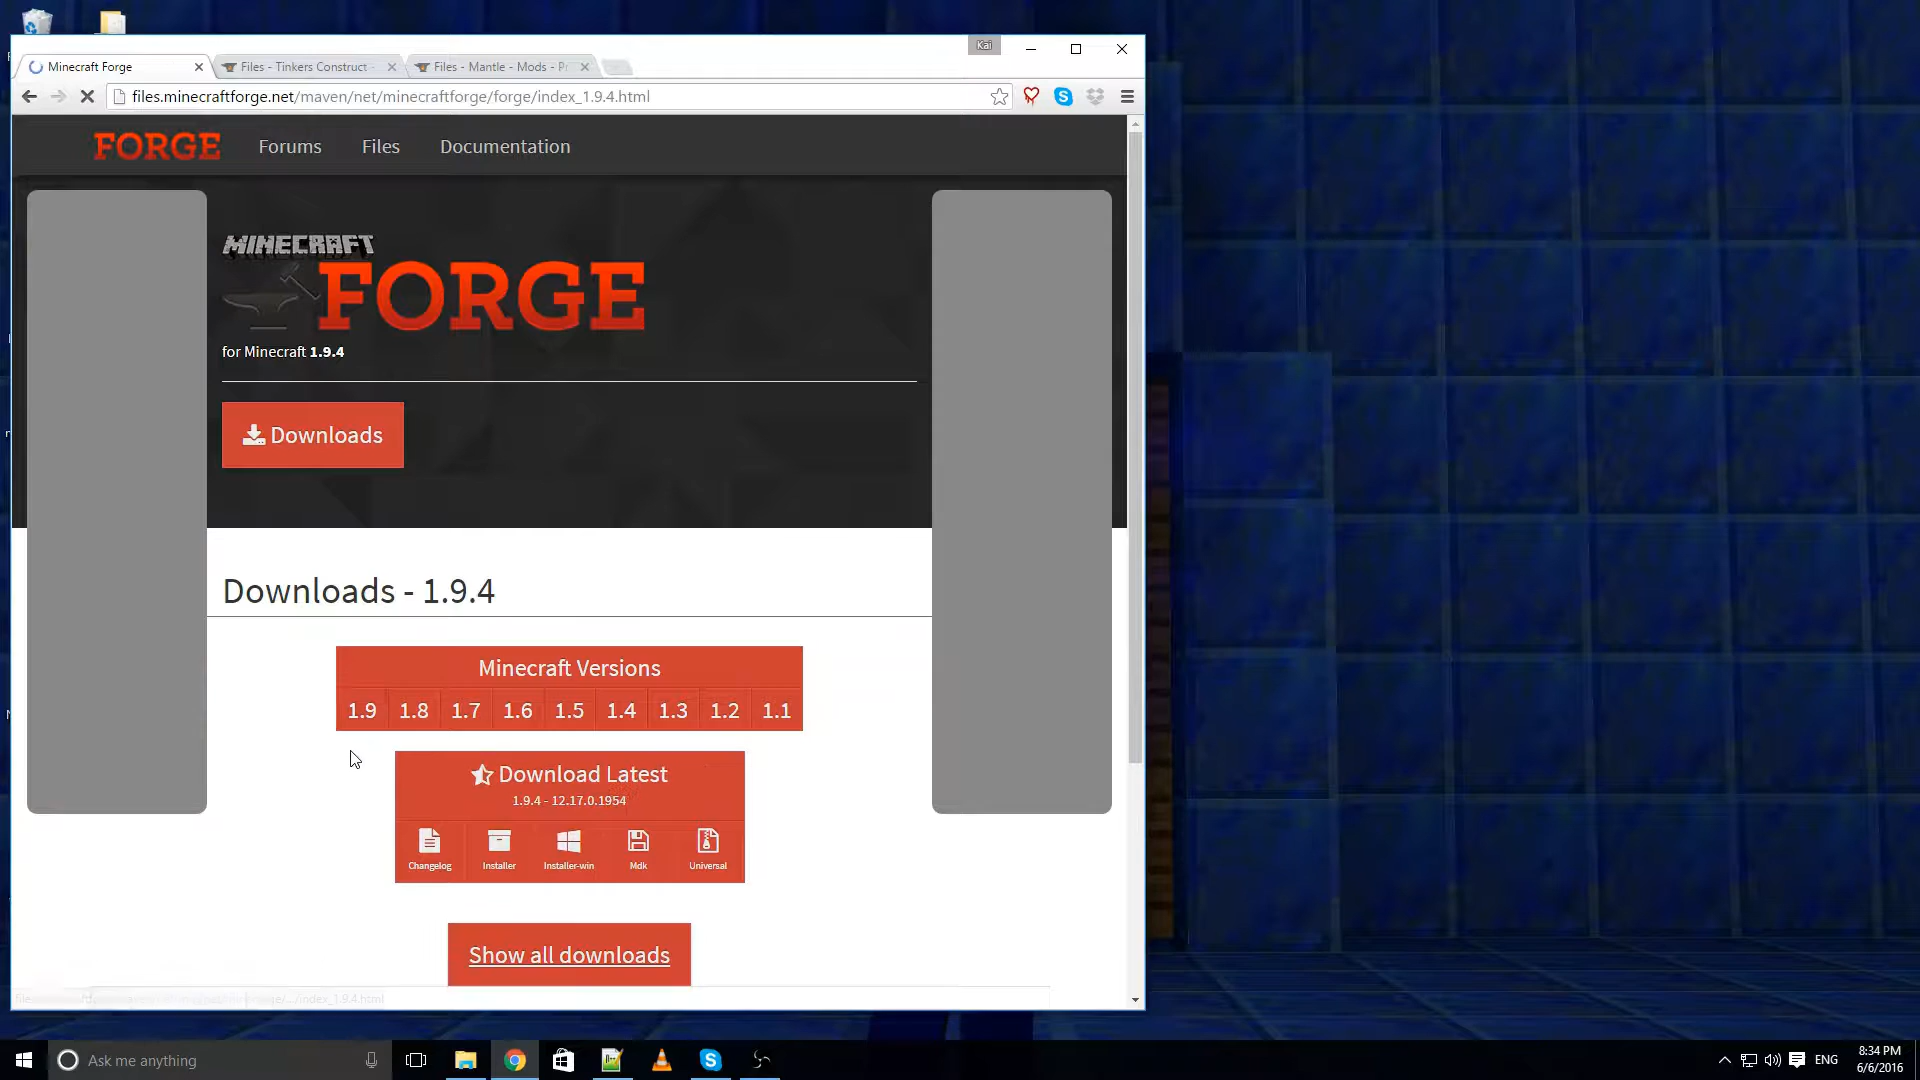 Kai
Minecraft Forge
Files - Tinkers Construct -
Files - Mantle - Mods - Pr
files.minecraftforge.net/maven/net/minecraftforge/forge/index_1.9.4.html
FORGE
Forums
Files
Documentation
MINECRAFT
FORGE
for Minecraft 1.9.4
Downloads
Downloads - 1.9.4
Minecraft Versions
1.9 1.8 1.7 1.6 1.5 1.4 1.3 1.2 1.1
Download Latest
1.9.4 - 12.17.0.1954
Changelog
Installer
Installer-win
Mdk
Universal
Show all downloads
Ask me anything
ENG
8:34 PM
6/6/2016